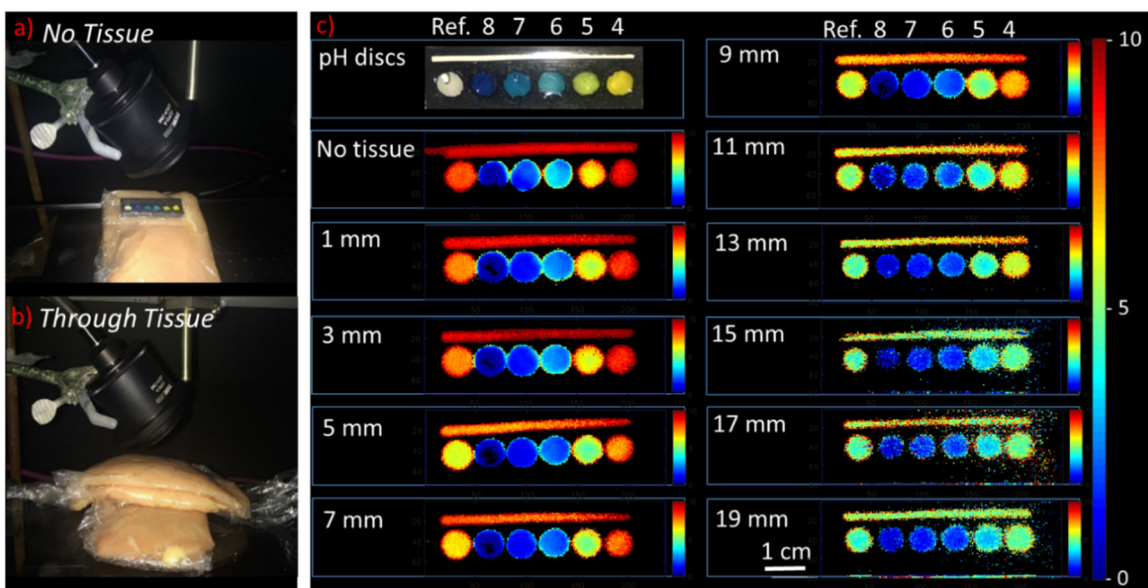 a) No Tissue
b) Through Tissue
c)
Ref. 8 7 6 5 4
pH discs
No tissue
1 mm
3 mm
5 mm
7 mm
Ref. 8 7 6 5 4
9 mm
11 mm
13 mm
15 mm
17 mm
19 mm
1 cm
10
5
0